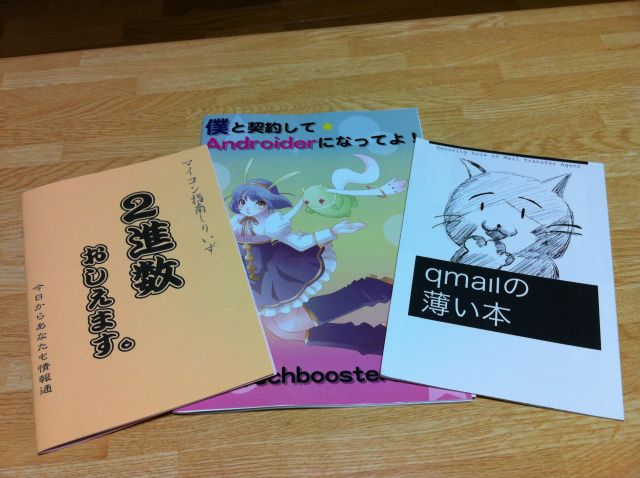 マイコン指南しりいず
2進数
おしえます。
今日からあなたも情報通
僕と契約して
Androiderになってよ!
chbooster
Security hole of Mail Transfer Agent
qmailの
薄い本